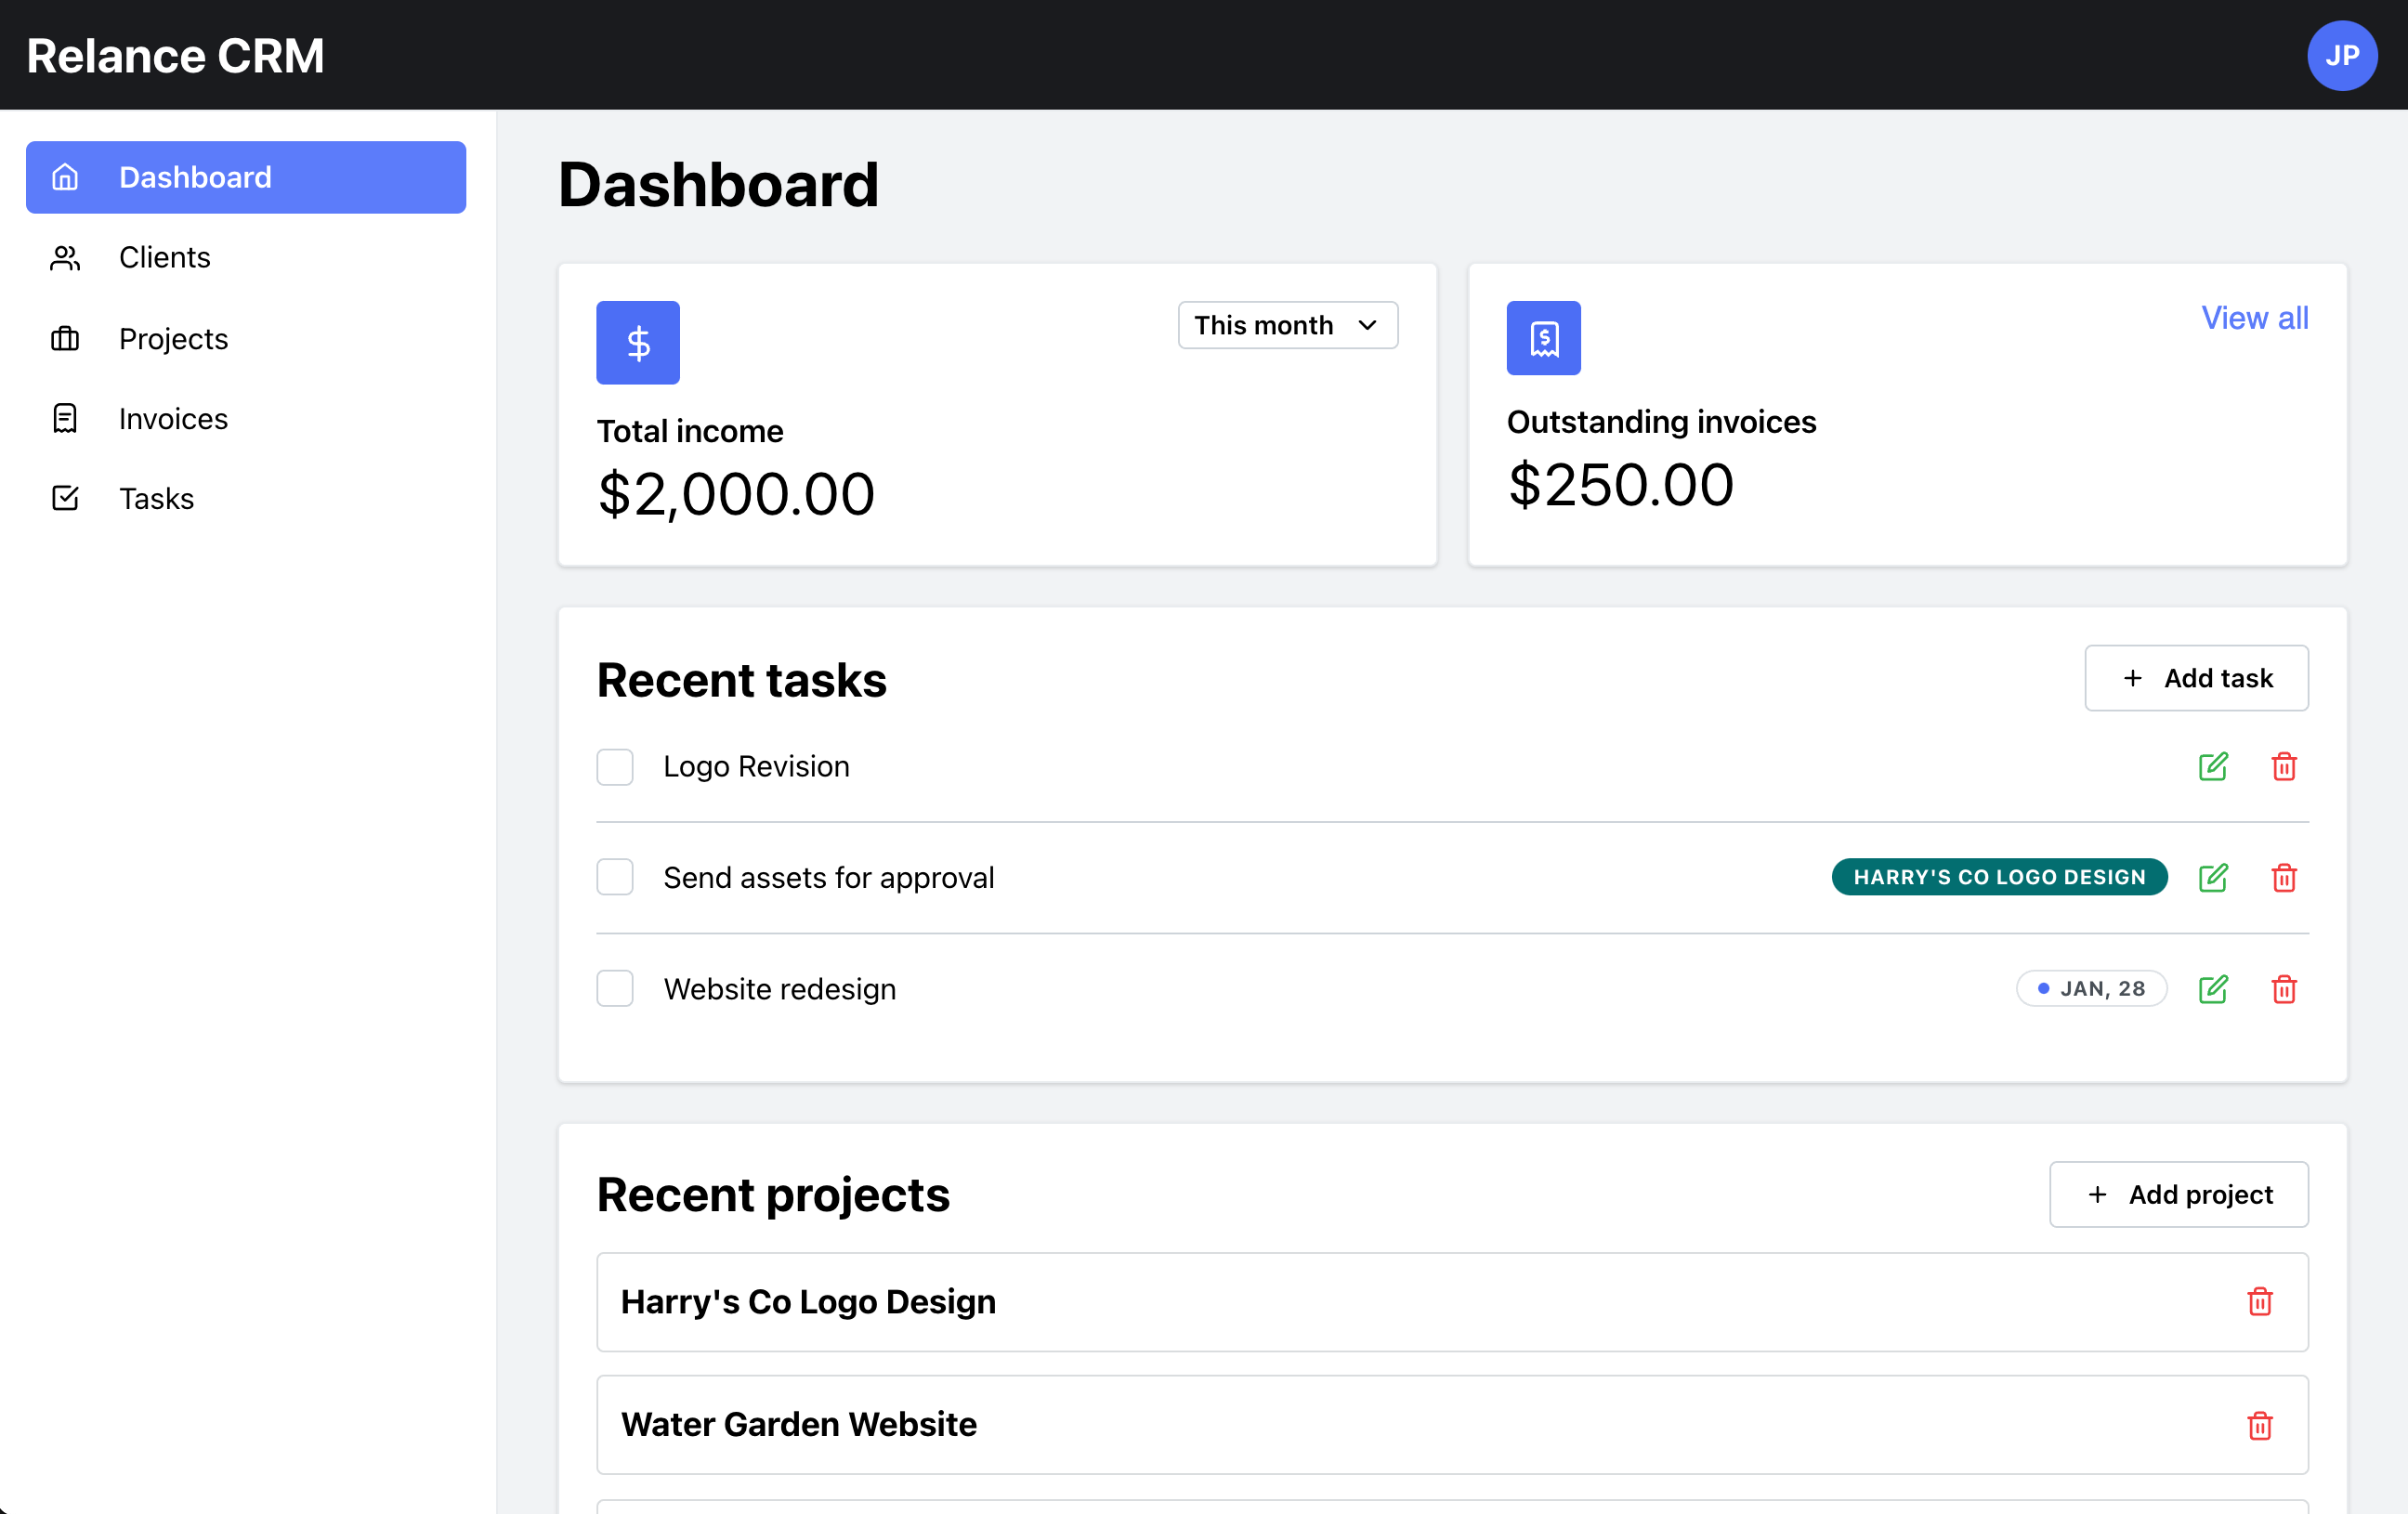 Relance CRM
JP
Dashboard
Clients
Projects
Invoices
Tasks
Dashboard
$
This month
Total income
$2,000.00
$
View all
Outstanding invoices
$250.00
Recent tasks
+ Add task
Logo Revision
Send assets for approval
HARRY'S CO LOGO DESIGN
Website redesign
JAN, 28
Recent projects
+ Add project
Harry's Co Logo Design
Water Garden Website